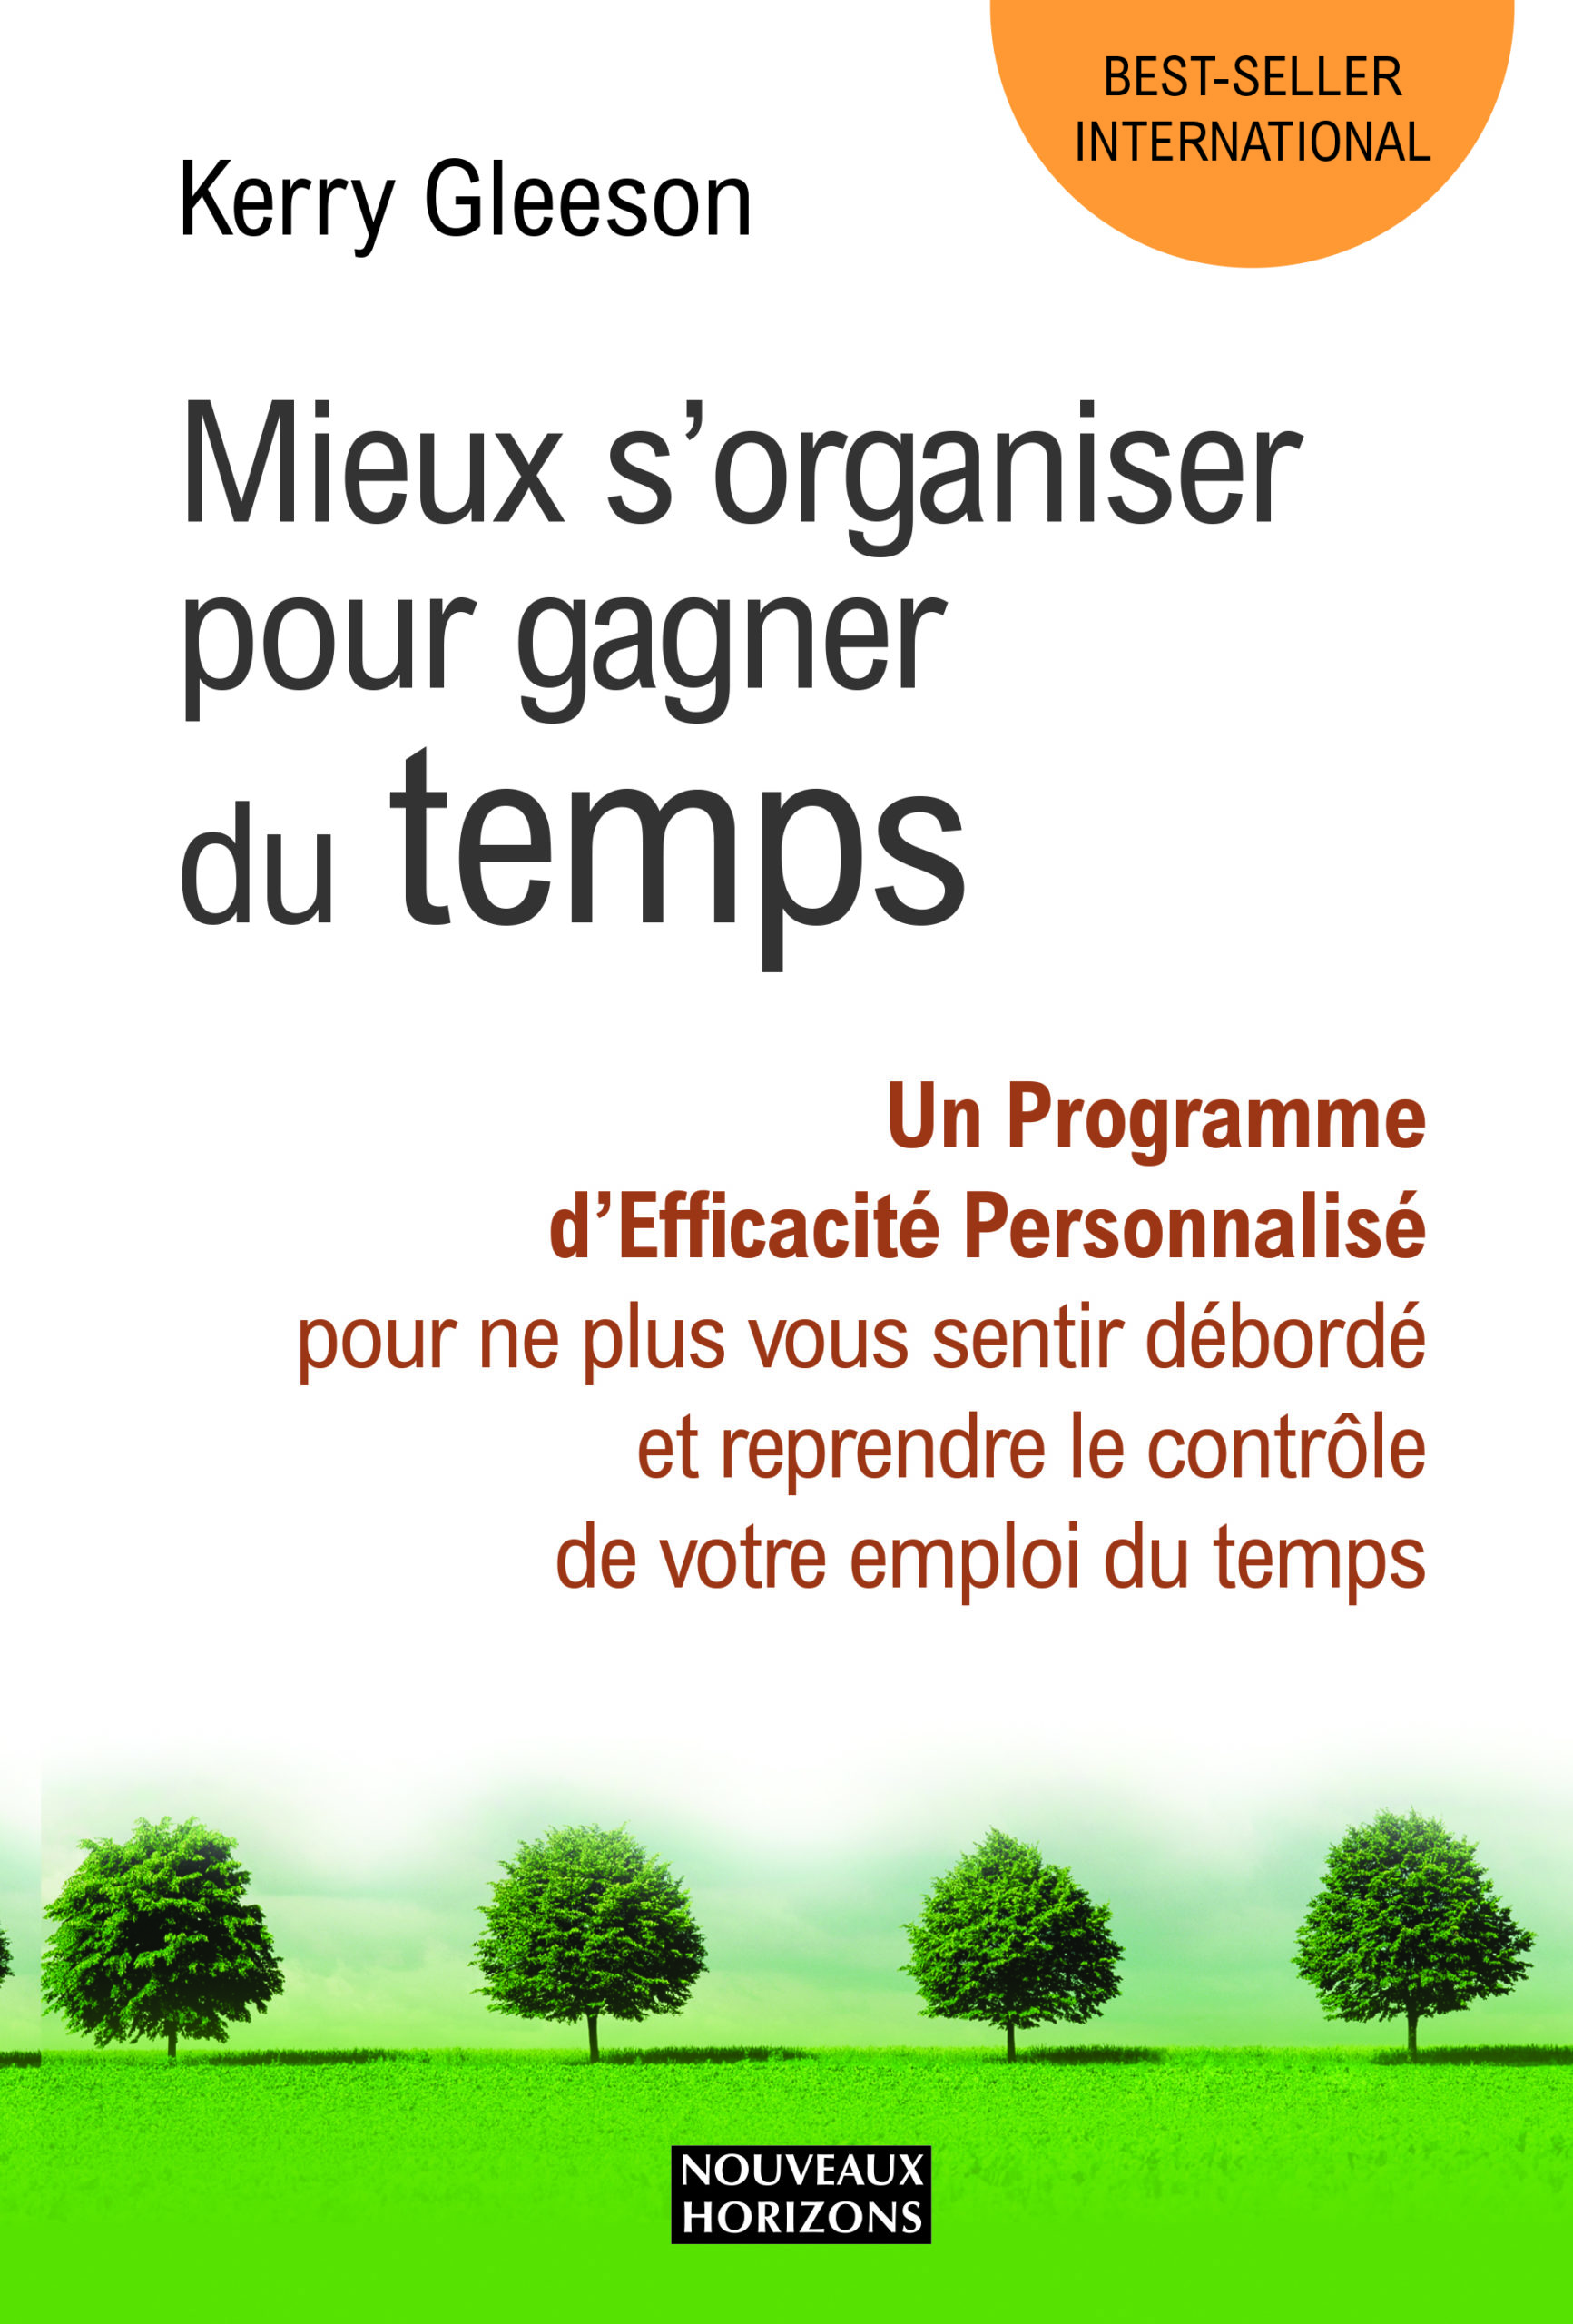 BEST-SELLER
INTERNATIONAL
Kerry Gleeson
Mieux s’organiser
pour gagner
du temps
Un Programme
d’Efficacité Personnalisé
pour ne plus vous sentir débordé
et reprendre le contrôle
de votre emploi du temps
NOUVEAUX
HORIZONS